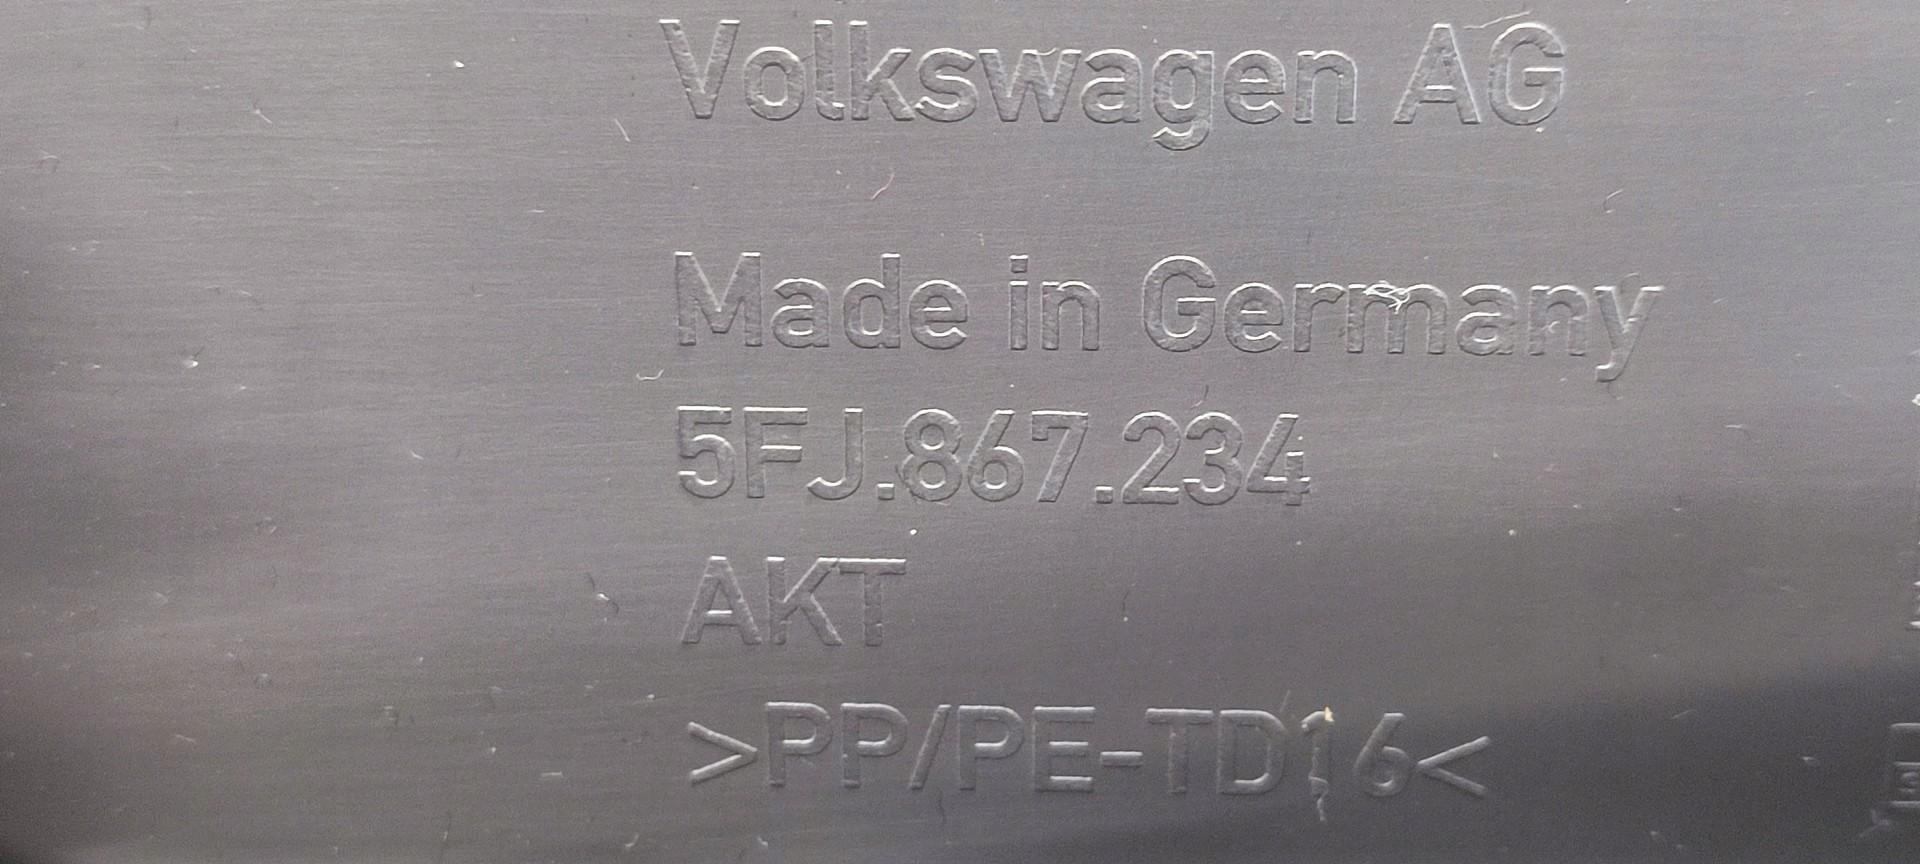 Volkswagen AG
Made in Germany
5FJ.867.234
AKT
>PP/PE-TD16<